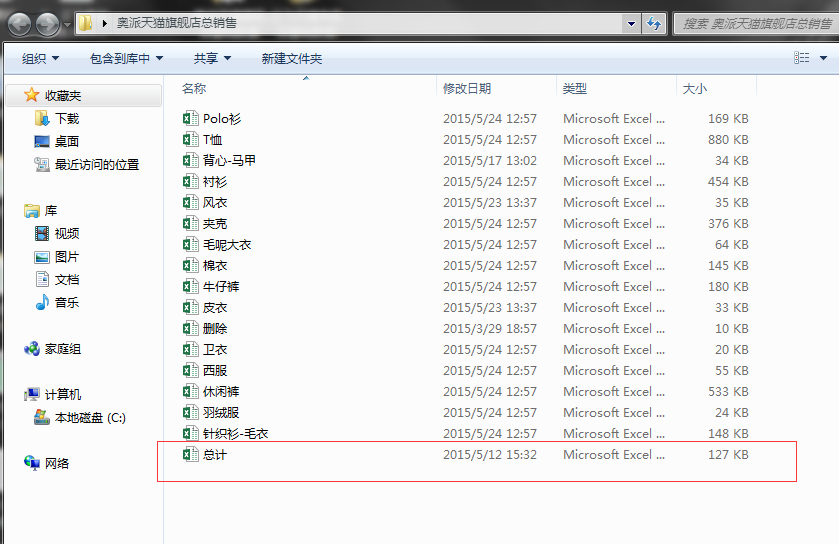 奥派天猫旗舰店总销售
搜索 奥派天猫旗舰店总销售
组织 包含到库中 共享 新建文件夹
收藏夹
下载
桌面
最近访问的位置
库
视频
图片
文档
音乐
家庭组
计算机
本地磁盘 (C:)
网络
名称 修改日期 类型 大小
Polo衫 2015/5/24 12:57 Microsoft Excel ... 169 KB
T恤 2015/5/24 12:57 Microsoft Excel ... 880 KB
背心-马甲 2015/5/17 13:02 Microsoft Excel ... 34 KB
衬衫 2015/5/24 12:57 Microsoft Excel ... 454 KB
风衣 2015/5/23 13:37 Microsoft Excel ... 35 KB
夹克 2015/5/24 12:57 Microsoft Excel ... 376 KB
毛呢大衣 2015/5/24 12:57 Microsoft Excel ... 64 KB
棉衣 2015/5/24 12:57 Microsoft Excel ... 145 KB
牛仔裤 2015/5/24 12:57 Microsoft Excel ... 180 KB
皮衣 2015/5/23 13:37 Microsoft Excel ... 33 KB
删除 2015/3/29 18:57 Microsoft Excel ... 10 KB
卫衣 2015/5/24 12:57 Microsoft Excel ... 20 KB
西服 2015/5/24 12:57 Microsoft Excel ... 55 KB
休闲裤 2015/5/24 12:57 Microsoft Excel ... 533 KB
羽绒服 2015/5/24 12:57 Microsoft Excel ... 24 KB
针织衫-毛衣 2015/5/24 12:57 Microsoft Excel ... 148 KB
总计 2015/5/12 15:32 Microsoft Excel ... 127 KB